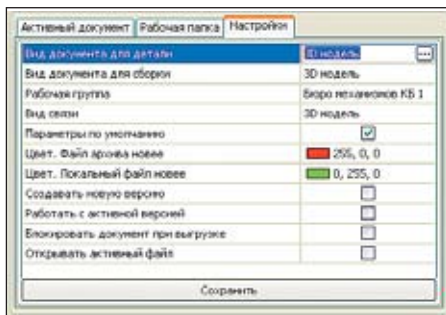 Активный документ Рабочая папка Настройки
Вид документа для детали 3D модель ...
Вид документа для сборки 3D модель
Рабочая группа Бюро механизмов КБ 1
Вид связи 3D модель
Параметры по умолчанию
Цвет. Файл архива новее 255, 0, 0
Цвет. Локальный файл новее 0, 255, 0
Создавать новую версию
Работать с активной версией
Блокировать документ при выгрузке
Открывать активный файл
Сохранить